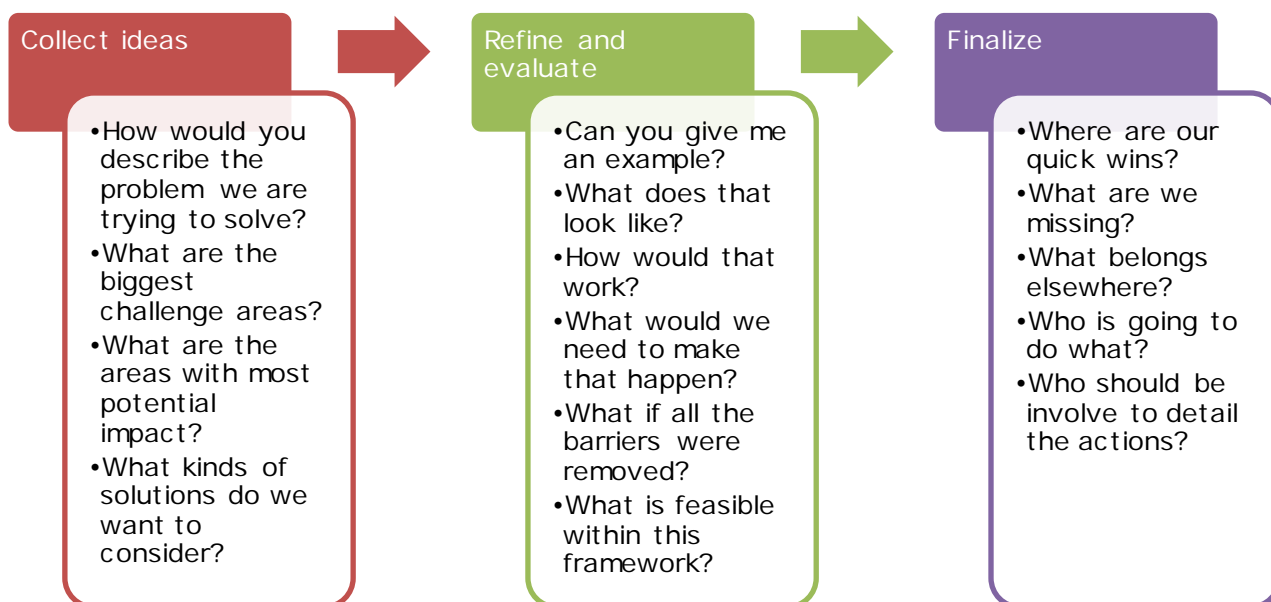 Collect ideas
•How would you
describe the
problem we are
trying to solve?
•What are the
biggest
challenge areas?
•What are the
areas with most
potential
impact?
•What kinds of
solutions do we
want to
consider?
Refine and
evaluate
•Can you give me
an example?
•What does that
look like?
•How would that
work?
•What would we
need to make
that happen?
•What if all the
barriers were
removed?
•What is feasible
within this
framework?
Finalize
•Where are our
quick wins?
•What are we
missing?
•What belongs
elsewhere?
•Who is going to
do what?
•Who should be
involve to detail
the actions?